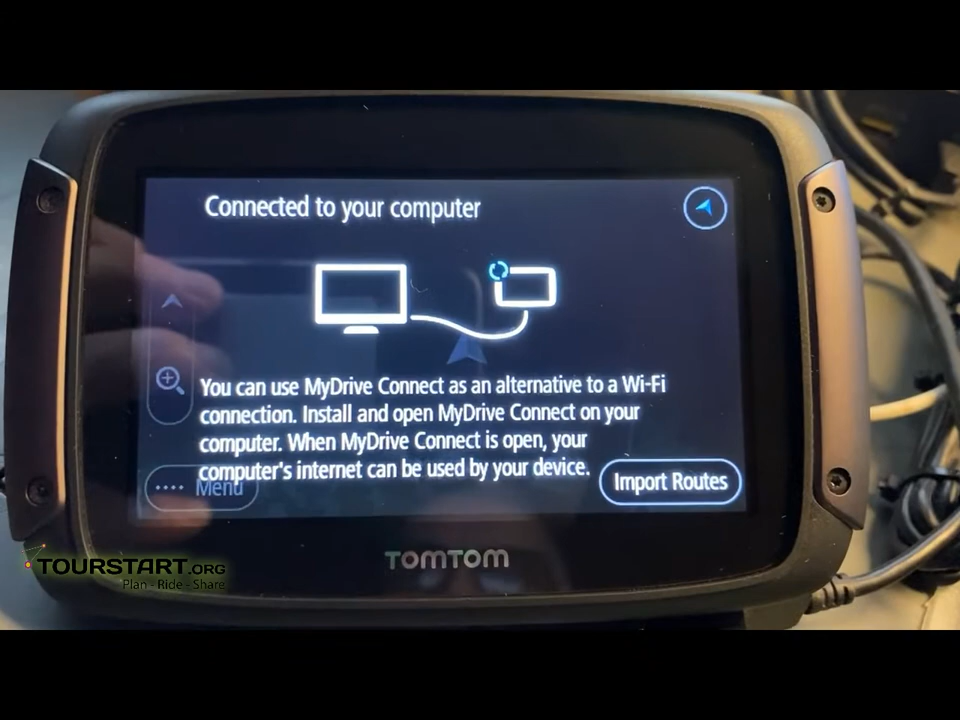 Connected to your computer
You can use MyDrive Connect as an alternative to a Wi-Fi
connection. Install and open MyDrive Connect on your
computer. When MyDrive Connect is open, your
computer's internet can be used by your device.
Menu
Import Routes
TOMTOM
TOURSTART.ORG
Plan - Ride - Share